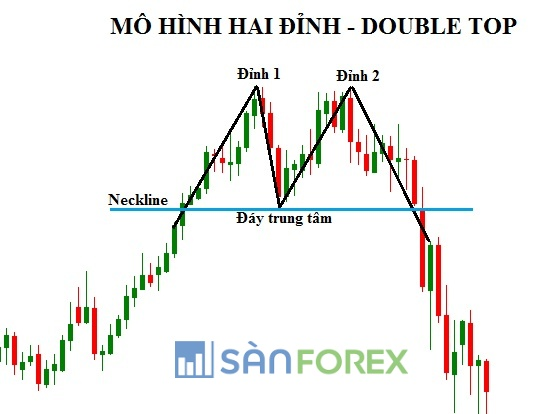 MÔ HÌNH HAI ĐỈNH - DOUBLE TOP
Đỉnh 1
Đỉnh 2
Neckline
Đáy trung tâm
SÀNFOREX